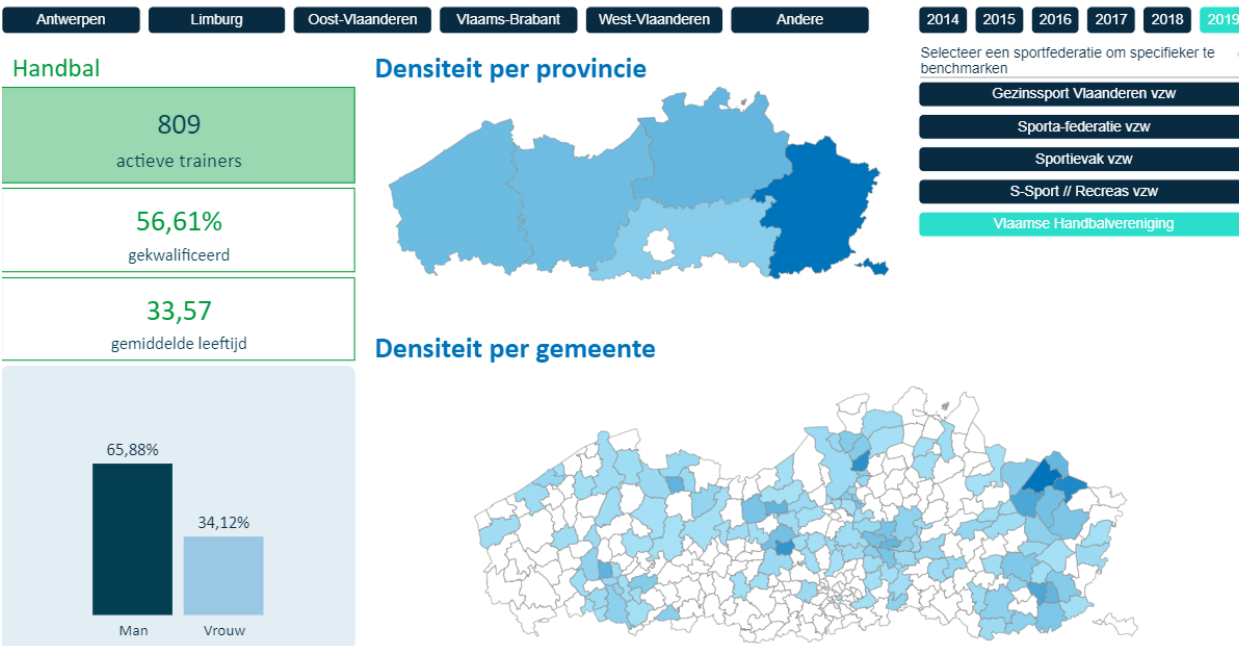 Antwerpen
Limburg
Oost-Vlaanderen
Vlaams-Brabant
West-Vlaanderen
Andere
2014
2015
2016
2017
2018
2019
Handbal
809
actieve trainers
56,61%
gekwalificeerd
33,57
gemiddelde leeftijd
65,88%
34,12%
Man
Vrouw
Densiteit per provincie
Densiteit per gemeente
Selecteer een sportfederatie om specifieker te
benchmarken
Gezinssport Vlaanderen vzw
Sporta-federatie vzw
Sportievak vzw
S-Sport // Recreas vzw
Vlaamse Handbalvereniging